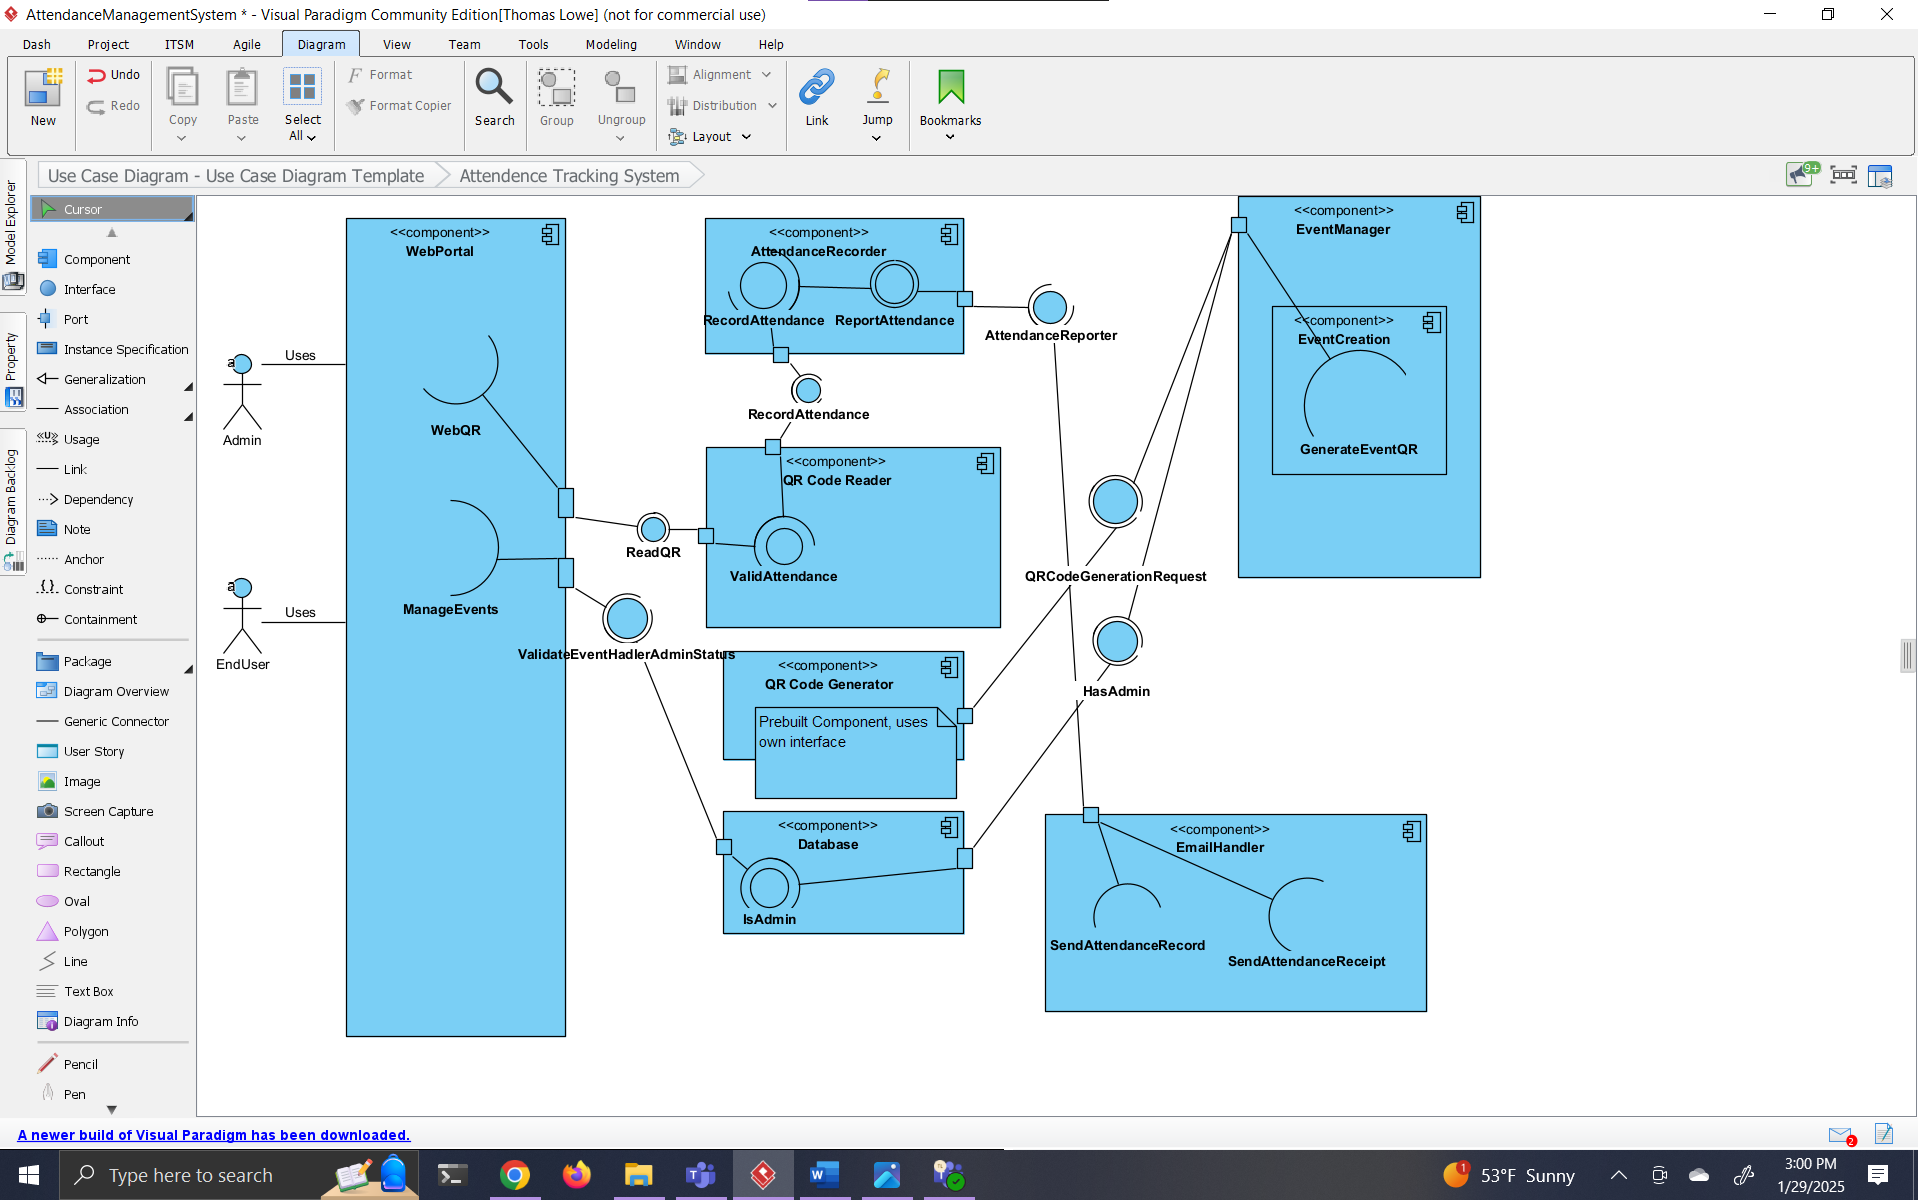 AttendanceManagementSystem * - Visual Paradigm Community Edition[Thomas Lowe] (not for commercial use)
Dash Project ITSM Agile Diagram View Team Tools Modeling Window Help
New
Undo
Redo
Copy
Paste
Select
All
Format
Format Copier
Search
Group
Ungroup
Alignment
Distribution
Layout
Link
Jump
Bookmarks
Use Case Diagram - Use Case Diagram Template
Attendence Tracking System
9+
Model Explorer
Property
Diagram Backlog
Cursor
Component
Interface
Port
Instance Specification
Generalization
Association
Usage
Link
Dependency
Note
Anchor
Constraint
Containment
Package
Diagram Overview
Generic Connector
User Story
Image
Screen Capture
Callout
Rectangle
Oval
Polygon
Line
Text Box
Diagram Info
Pencil
Pen
a
Admin
Uses
a
EndUser
Uses
<<component>>
WebPortal
WebQR
ManageEvents
<<component>>
AttendanceRecorder
RecordAttendance
ReportAttendance
AttendanceReporter
RecordAttendance
<<component>>
QR Code Reader
ValidAttendance
ReadQR
ValidateEventHadlerAdminStatus
<<component>>
QR Code Generator
Prebuilt Component, uses
own interface
<<component>>
Database
IsAdmin
<<component>>
EventManager
<<component>>
EventCreation
GenerateEventQR
QRCodeGenerationRequest
HasAdmin
<<component>>
EmailHandler
SendAttendanceRecord
SendAttendanceReceipt
A newer build of Visual Paradigm has been downloaded.
2
Type here to search
1
53°F Sunny
3:00 PM
1/29/2025